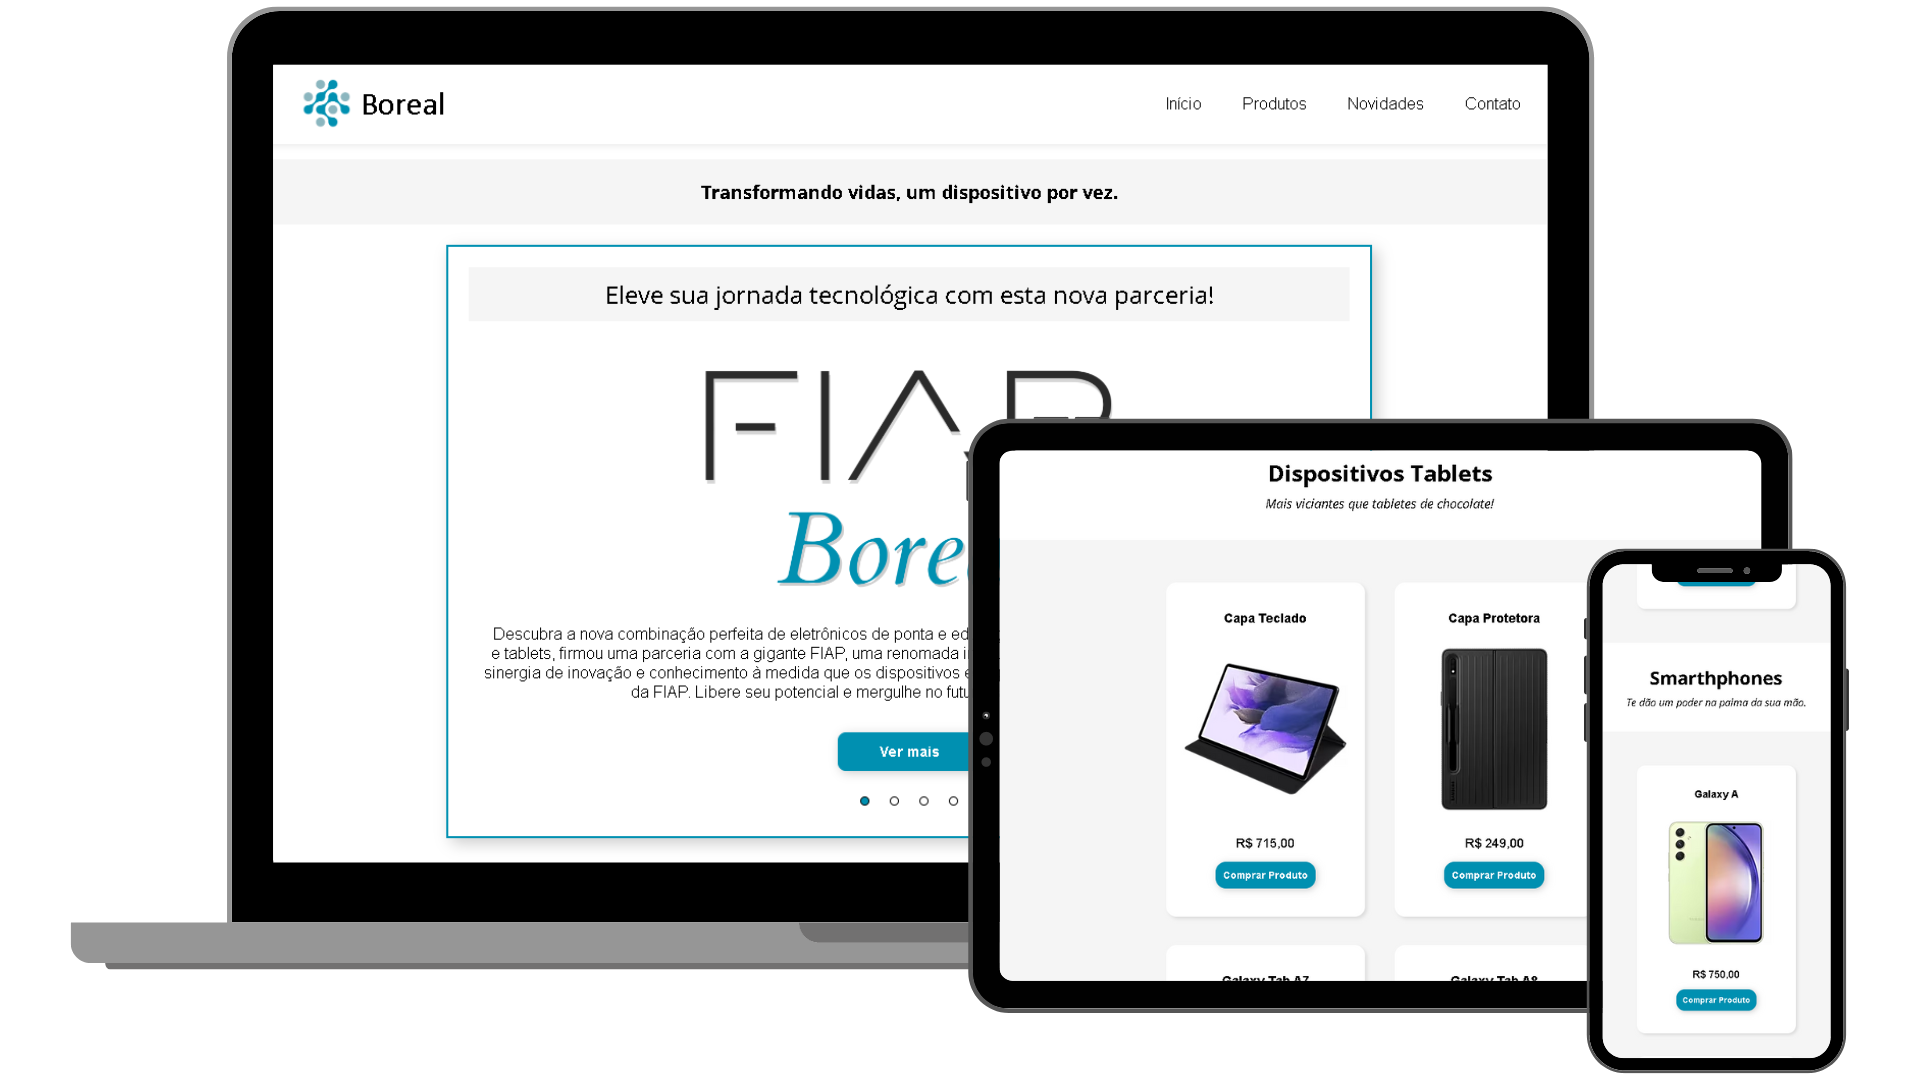 Boreal
Início Produtos Novidades Contato
Transformando vidas, um dispositivo por vez.
Eleve sua jornada tecnológica com esta nova parceria!
FIAP
Bore
Descubra a nova combinação perfeita de eletrônicos de ponta e ed
e tablets, firmou uma parceria com a gigante FIAP, uma renomada i
sinergia de inovação e conhecimento à medida que os dispositivos e
da FIAP. Libere seu potencial e mergulhe no futu
Ver mais
Dispositivos Tablets
Mais viciantes que tabletes de chocolate!
Capa Teclado
R$ 715,00
Comprar Produto
Capa Protetora
R$ 249,00
Comprar Produto
Galaxy Tab A7
Galaxy Tab A8
Smarthphones
Te dão um poder na palma da sua mão.
Galaxy A
R$ 750,00
Comprar Produto